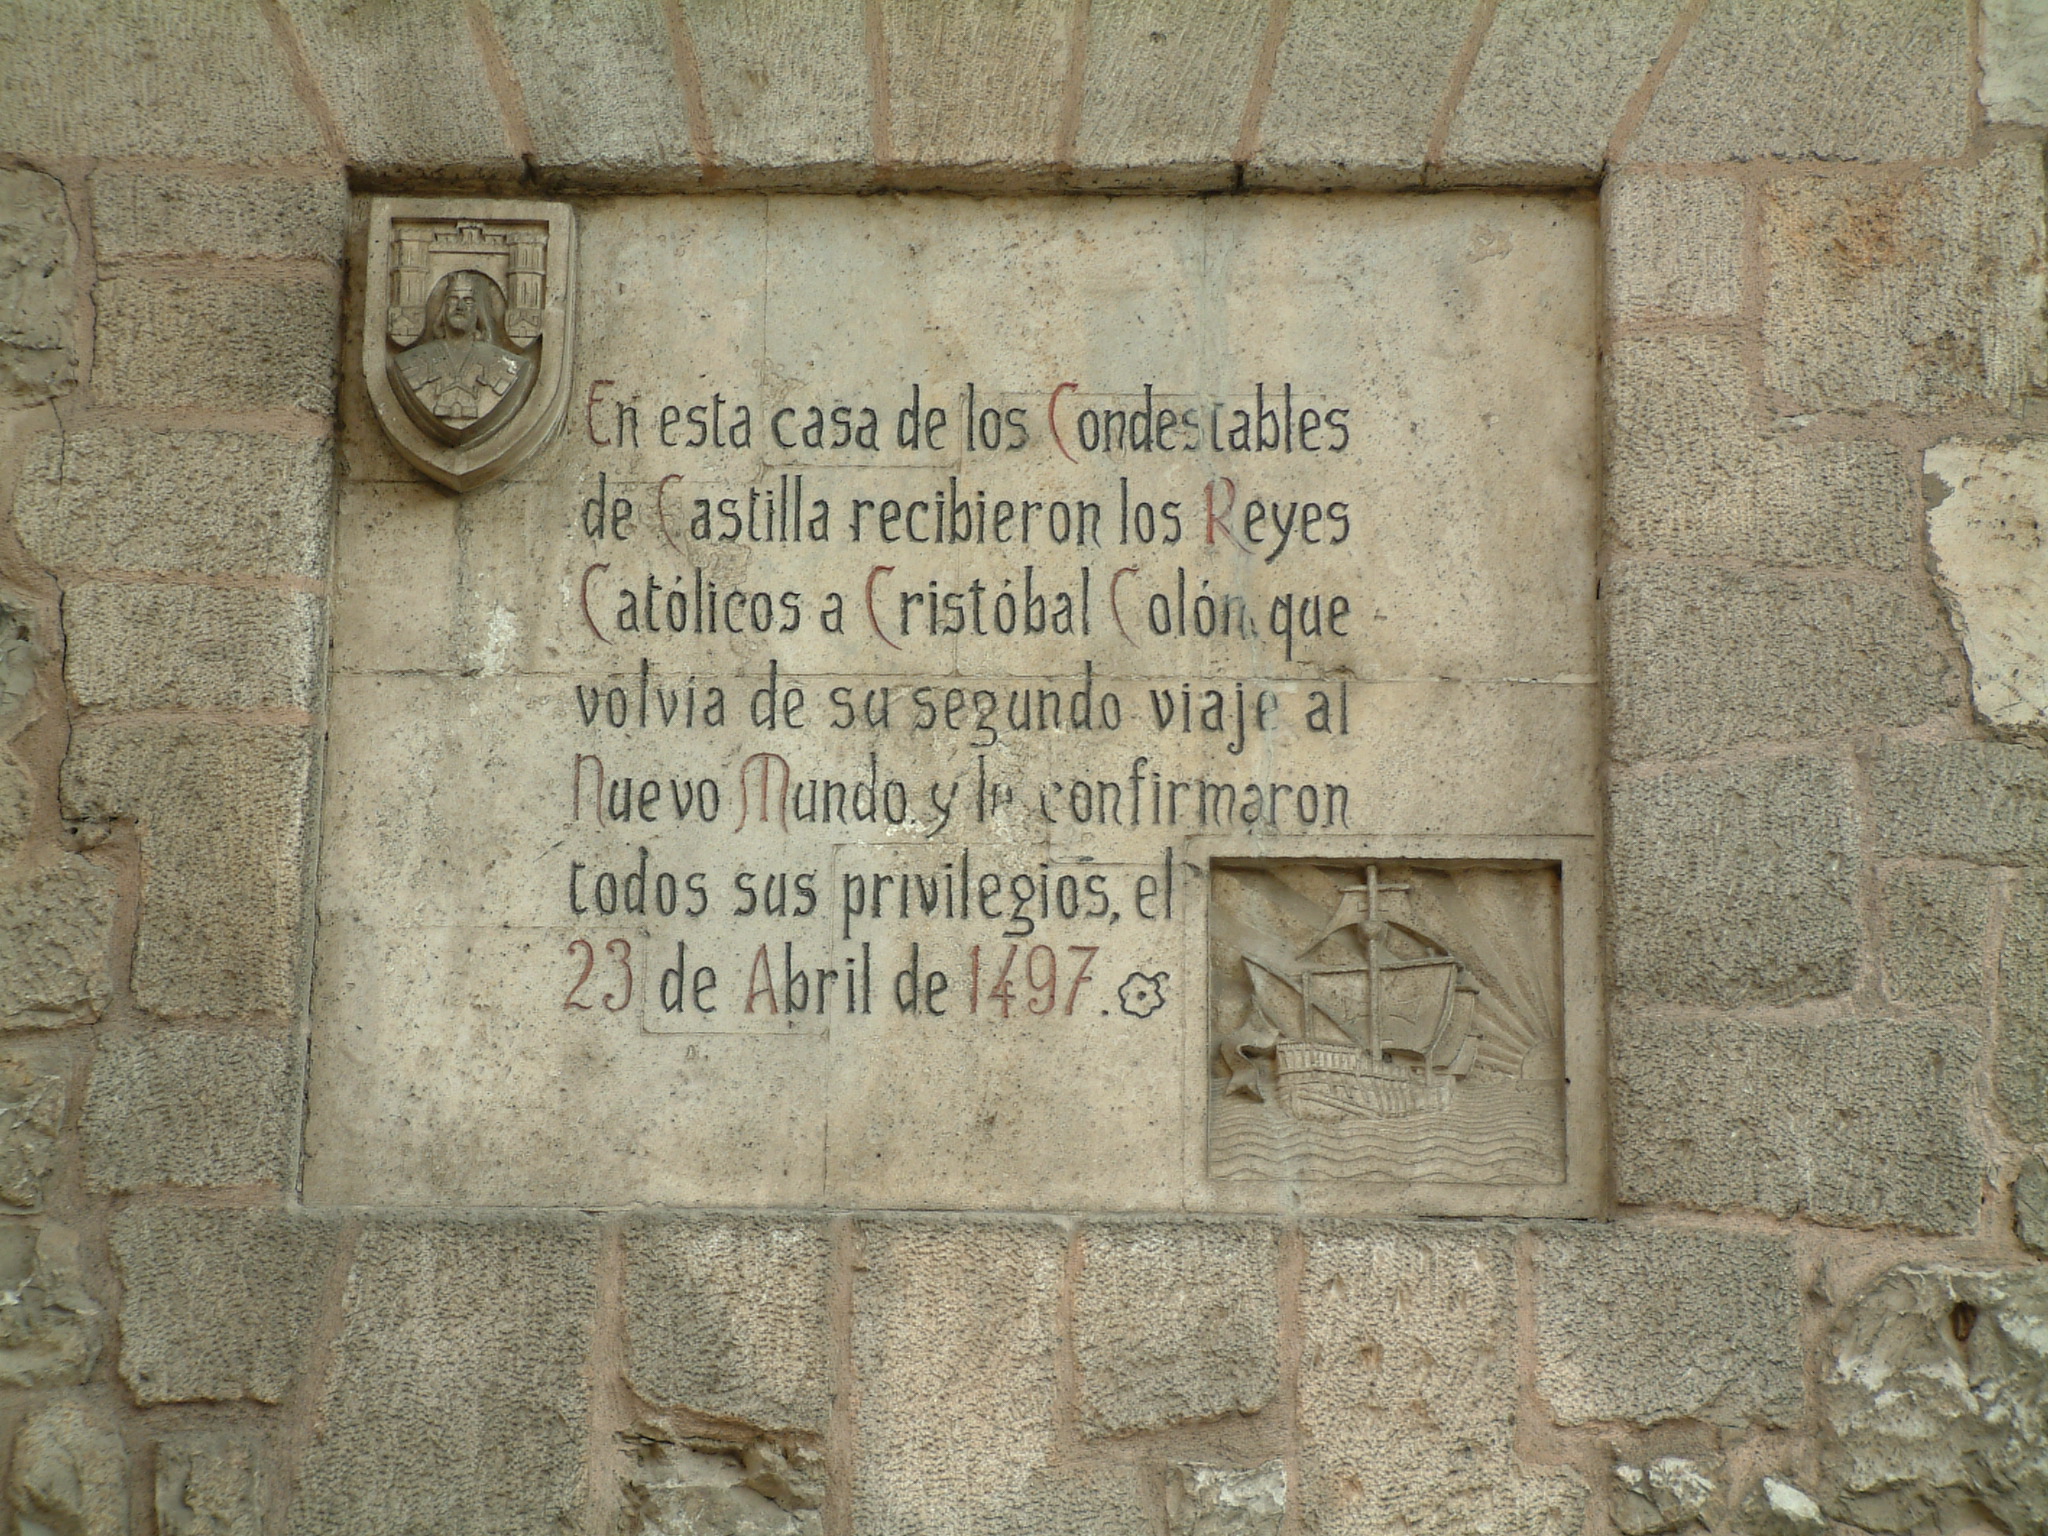 En esta casa de los Condestables
de Castilla recibieron los Reyes
Católicos a Cristóbal Colón que
volvia de su segundo viaje al
Nuevo Mundo y le confirmaron
todos sus privilegios, el
23 de Abril de 1497.